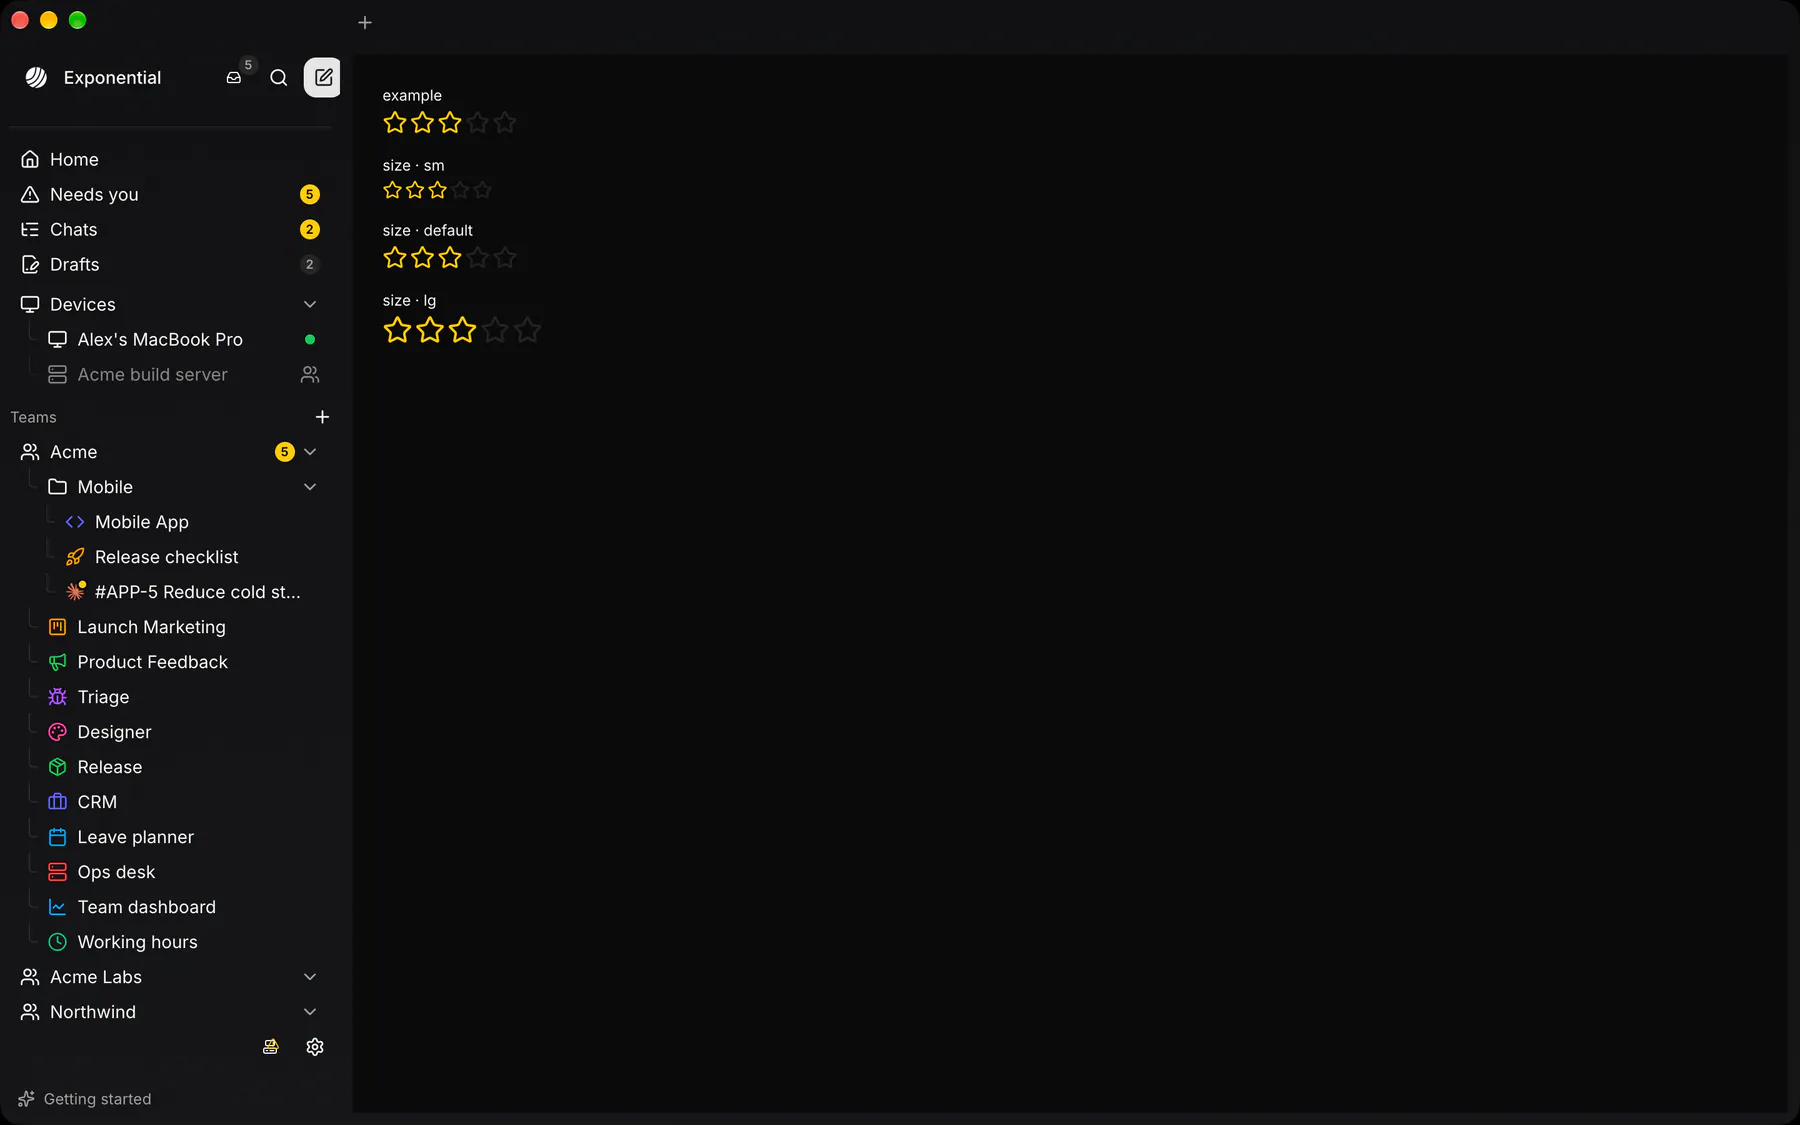 Exponential
5
Home
Needs you
5
Chats
2
Drafts
2
Devices
Alex's MacBook Pro
Acme build server
Teams
Acme
5
Mobile
Mobile App
Release checklist
#APP-5 Reduce cold st...
Launch Marketing
Product Feedback
Triage
Designer
Release
CRM
Leave planner
Ops desk
Team dashboard
Working hours
Acme Labs
Northwind
Getting started
example
size · sm
size · default
size · lg